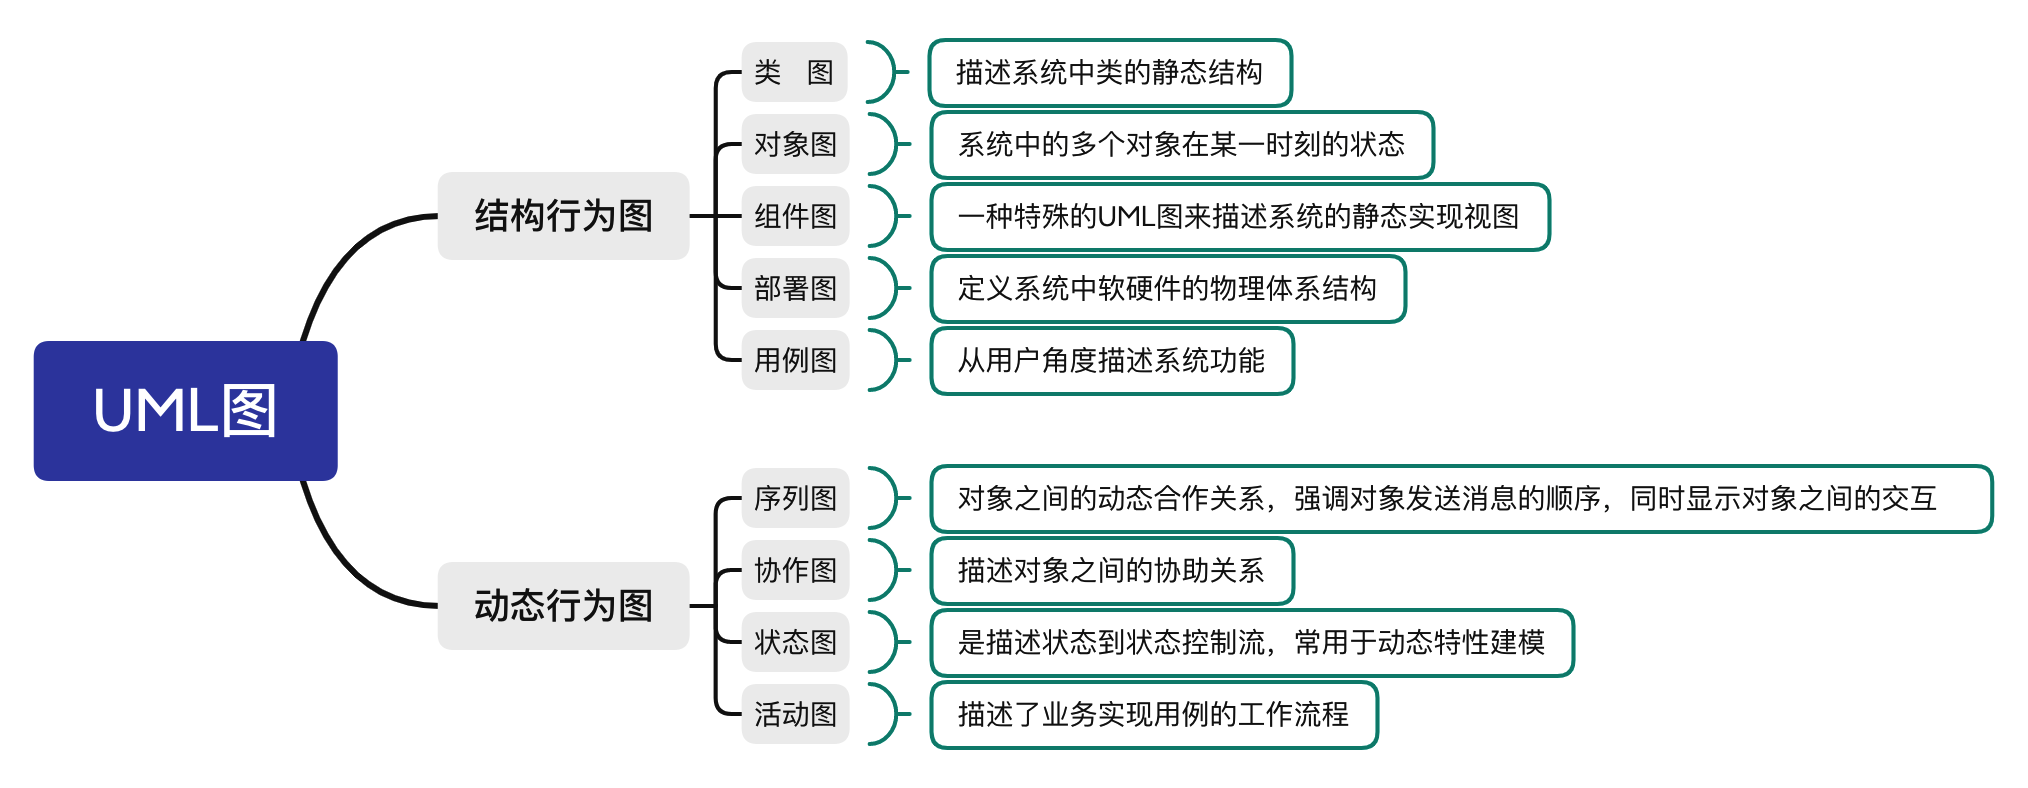 UML图
结构行为图
类 图
描述系统中类的静态结构
对象图
系统中的多个对象在某一时刻的状态
组件图
一种特殊的UML图来描述系统的静态实现视图
部署图
定义系统中软硬件的物理体系结构
用例图
从用户角度描述系统功能
动态行为图
序列图
对象之间的动态合作关系，强调对象发送消息的顺序，同时显示对象之间的交互
协作图
描述对象之间的协助关系
状态图
是描述状态到状态控制流，常用于动态特性建模
活动图
描述了业务实现用例的工作流程